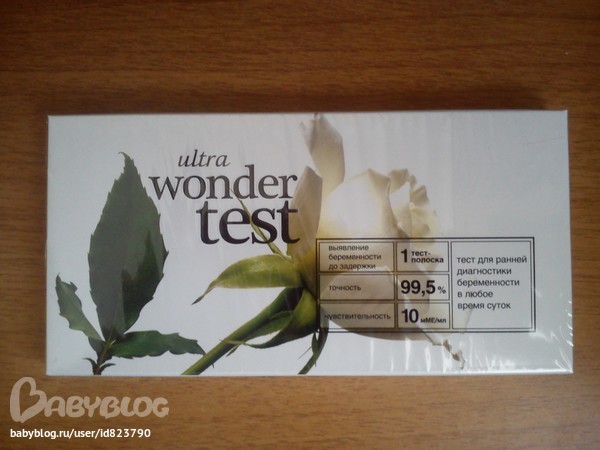 ultra
wonder
test
выявление
беременности
до задержки
1 тест-
полоска
точность
99,5 %
чувствительность
10 мМЕ/мл
тест для ранней
диагностики
беременности
в любое
время суток
BABYBLOG
babyblog.ru/user/id823790